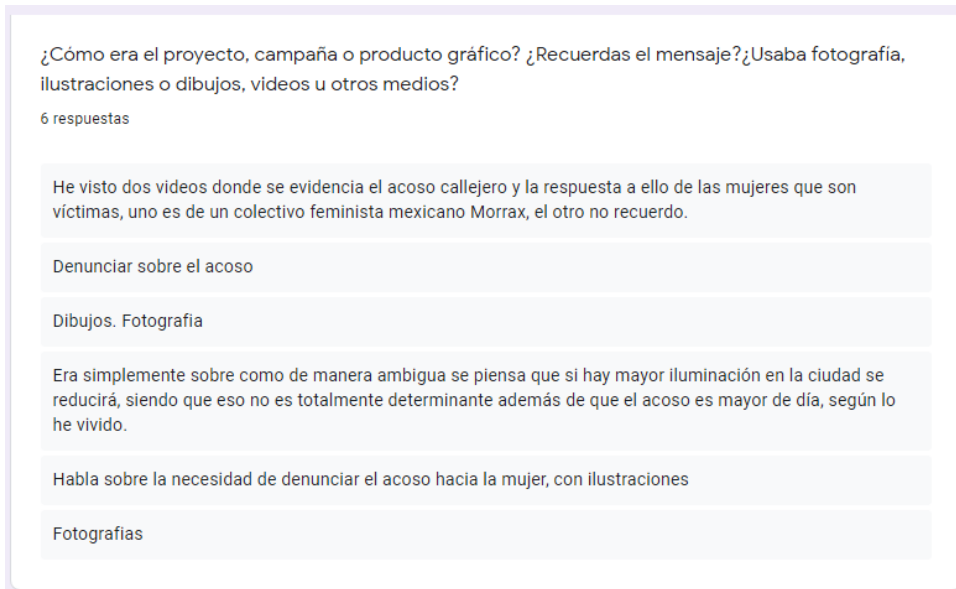 ¿Cómo era el proyecto, campaña o producto gráfico? ¿Recuerdas el mensaje?¿Usaba fotografía,
ilustraciones o dibujos, videos u otros medios?
6 respuestas
He visto dos videos donde se evidencia el acoso callejero y la respuesta a ello de las mujeres que son
víctimas, uno es de un colectivo feminista mexicano Morrax, el otro no recuerdo.
Denunciar sobre el acoso
Dibujos. Fotografia
Era simplemente sobre como de manera ambigua se piensa que si hay mayor iluminación en la ciudad se
reducirá, siendo que eso no es totalmente determinante además de que el acoso es mayor de día, según lo
he vivido.
Habla sobre la necesidad de denunciar el acoso hacia la mujer, con ilustraciones
Fotografias